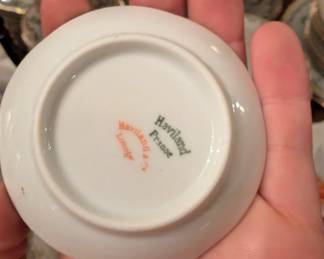 Haviland & Co.
Limoges
Haviland
France